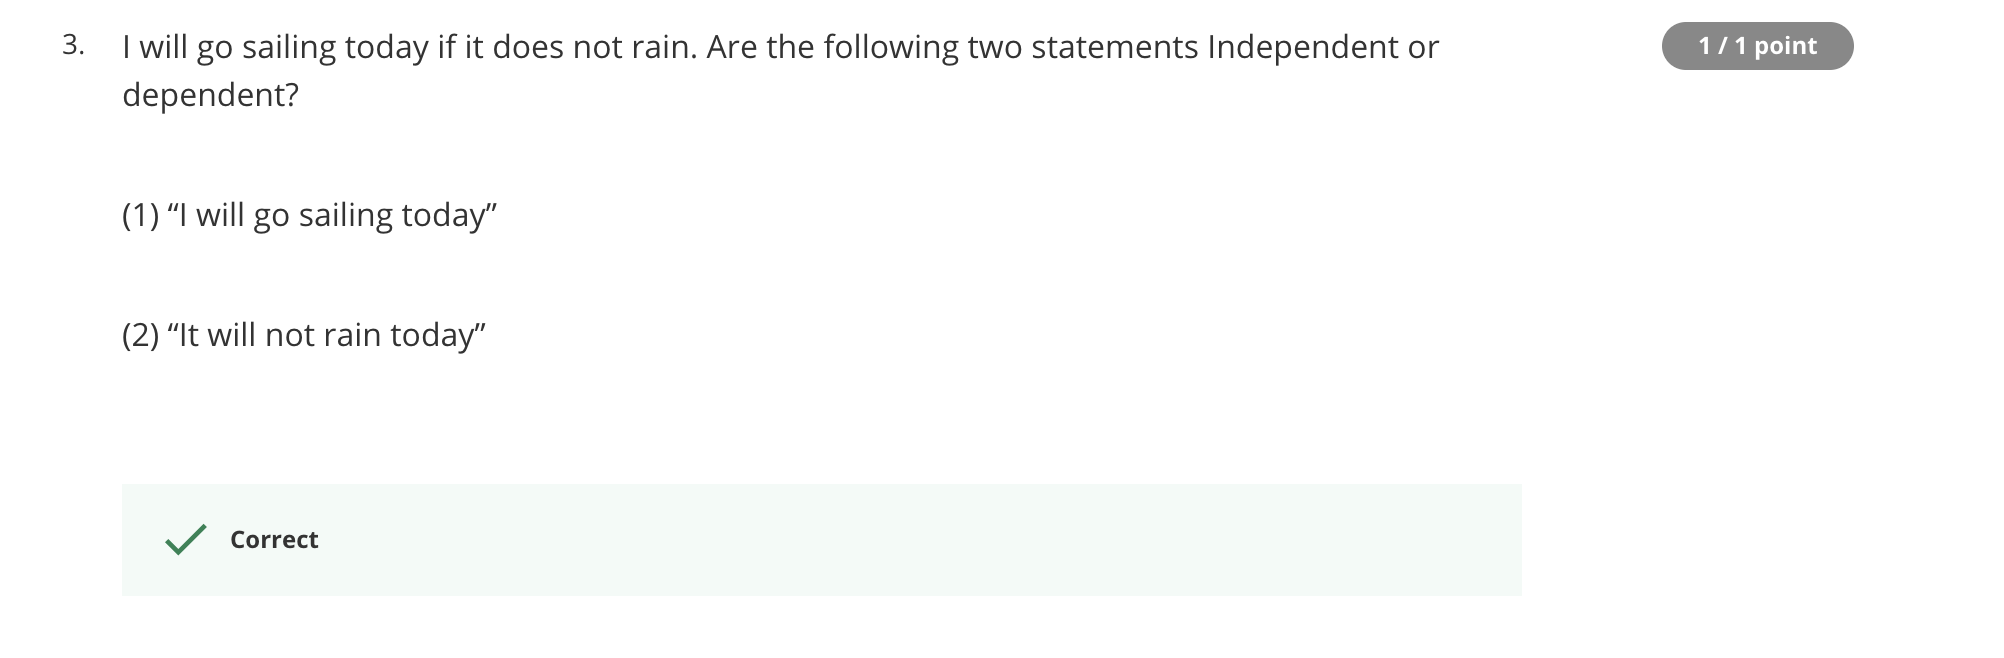 3. I will go sailing today if it does not rain. Are the following two statements Independent or
1 / 1 point
dependent?
(1) “I will go sailing today”
(2) “It will not rain today”
Correct